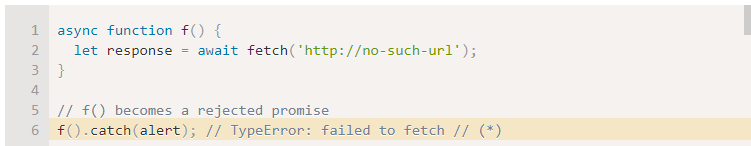 1 async function f() {
2   let response = await fetch('http://no-such-url');
3 }
4
5 // f() becomes a rejected promise
6 f().catch(alert); // TypeError: failed to fetch // (*)